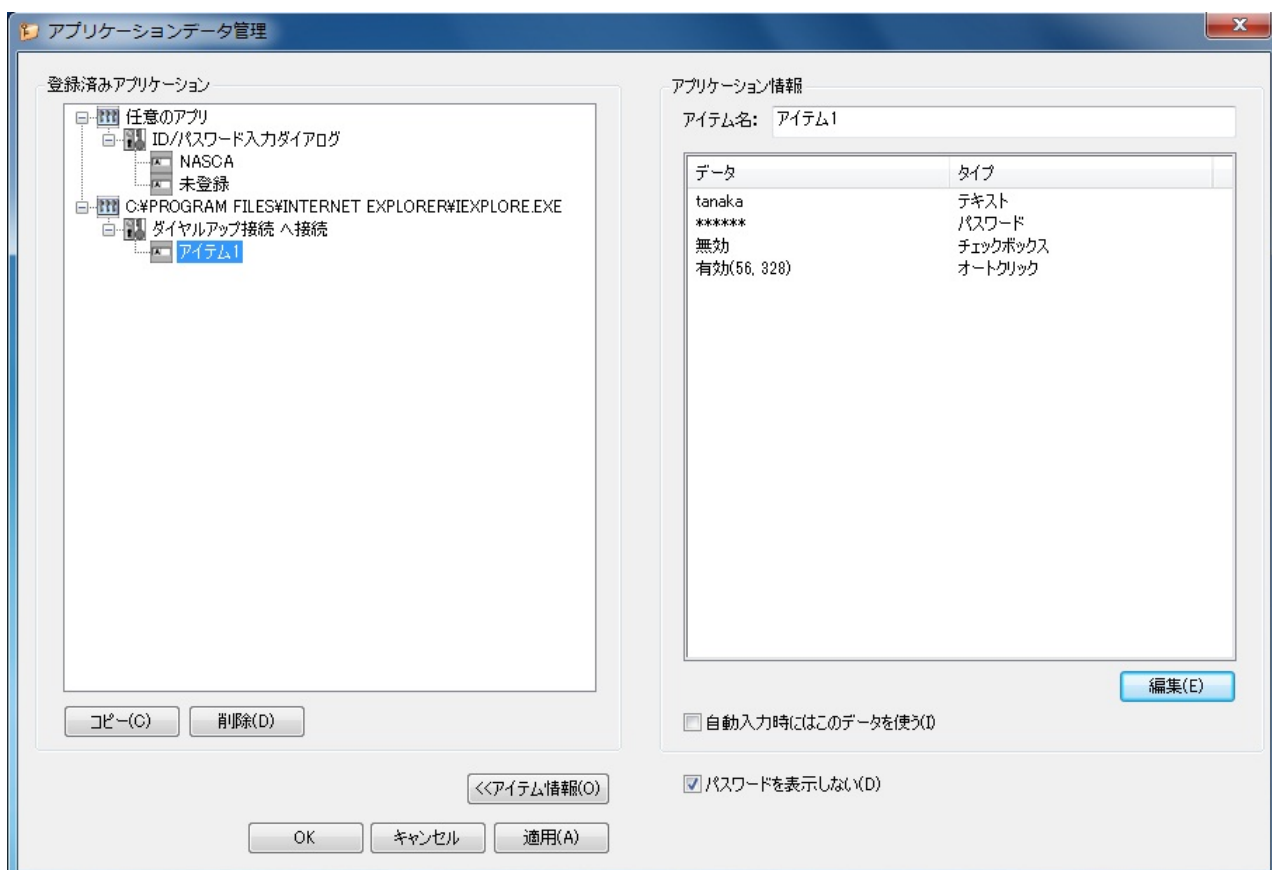 アプリケーションデータ管理
登録済みアプリケーション
任意のアプリ
ID/パスワード入力ダイアログ
NASCA
未登録
C:¥PROGRAM FILES¥INTERNET EXPLORER¥IEXPLORE.EXE
ダイヤルアップ接続 へ接続
アイテム1
コピー(C)
削除(D)
<<アイテム情報(O)
OK
キャンセル
適用(A)
アプリケーション情報
アイテム名: アイテム1
データ タイプ
tanaka テキスト
****** パスワード
無効 チェックボックス
有効(56, 328) オートクリック
編集(E)
自動入力時にはこのデータを使う(I)
パスワードを表示しない(D)